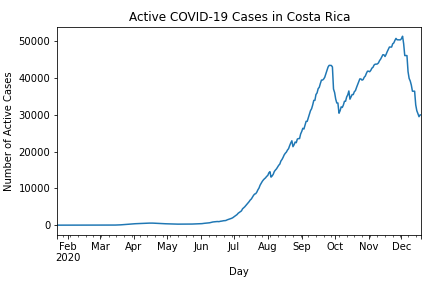 Active COVID-19 Cases in Costa Rica
Number of Active Cases
50000
40000
30000
20000
10000
0
Feb Mar Apr May Jun Jul Aug Sep Oct Nov Dec
2020
Day